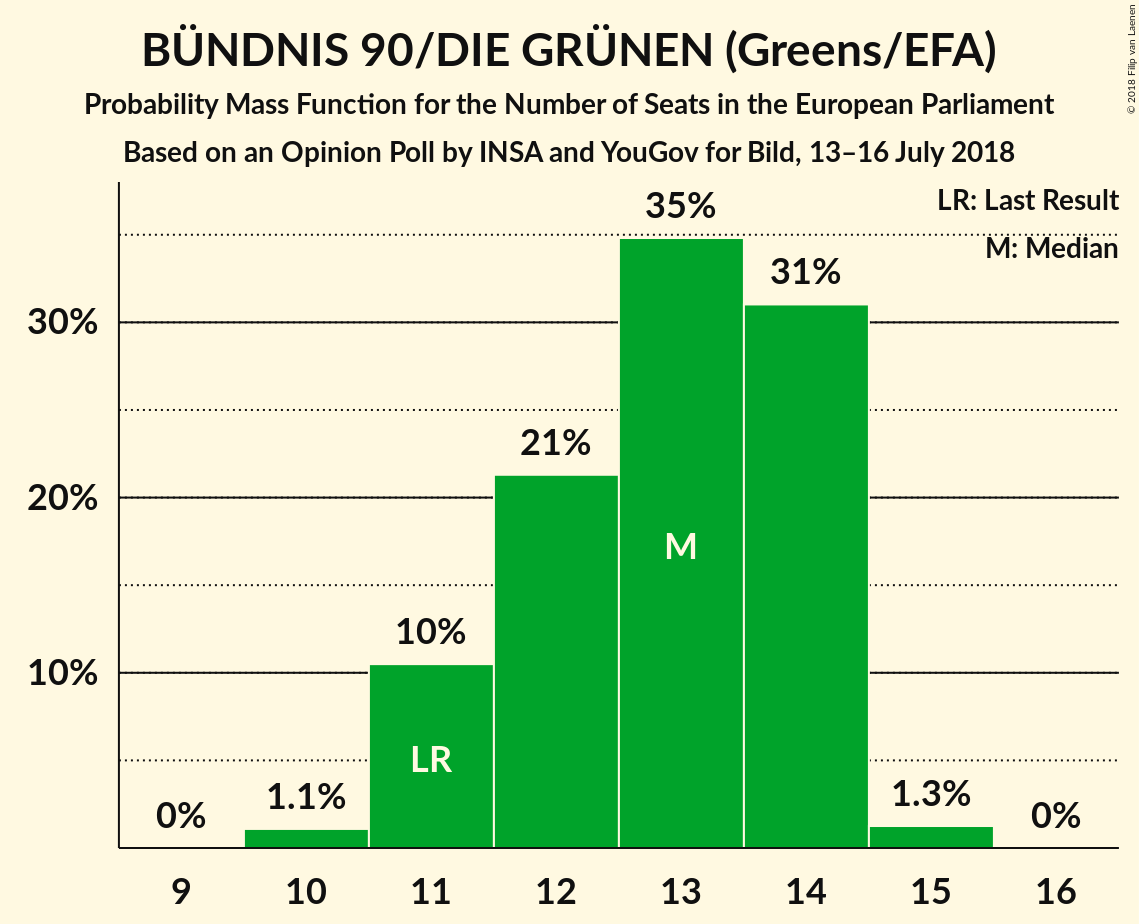 BÜNDNIS 90/DIE GRÜNEN (Greens/EFA)
Probability Mass Function for the Number of Seats in the European Parliament
Based on an Opinion Poll by INSA and YouGov for Bild, 13–16 July 2018
© 2018 Filip van Laenen
LR: Last Result
M: Median
35%
31%
30%
21%
20%
M
10%
10%
LR
0%
1.1%
1.3%
0%
9 10 11 12 13 14 15 16